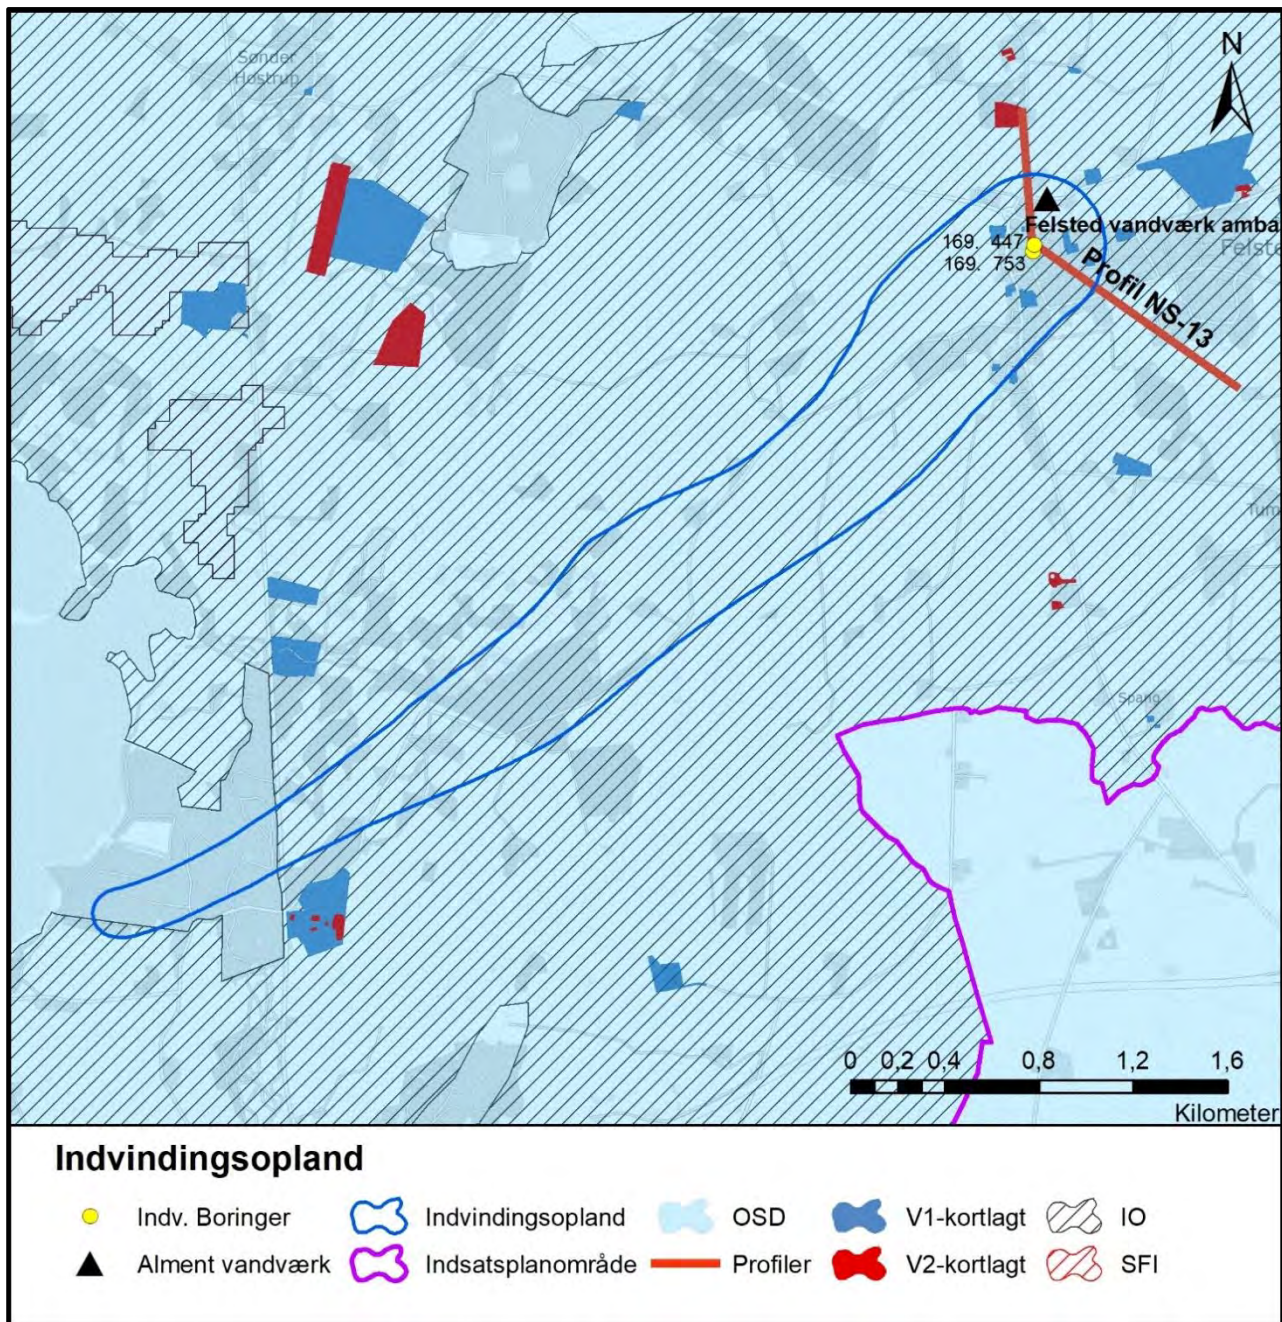 Sønder
Hostrup
N
Felsted vandværk amba
169. 447
169. 753
Felste
Profil NS-13
Tum
Spang
0 0,2 0,4 0,8 1,2 1,6
Kilometer
Indvindingsopland
Indv. Boringer
Indvindingsopland
OSD
V1-kortlagt
IO
Alment vandværk
Indsatsplanområde
Profiler
V2-kortlagt
SFI